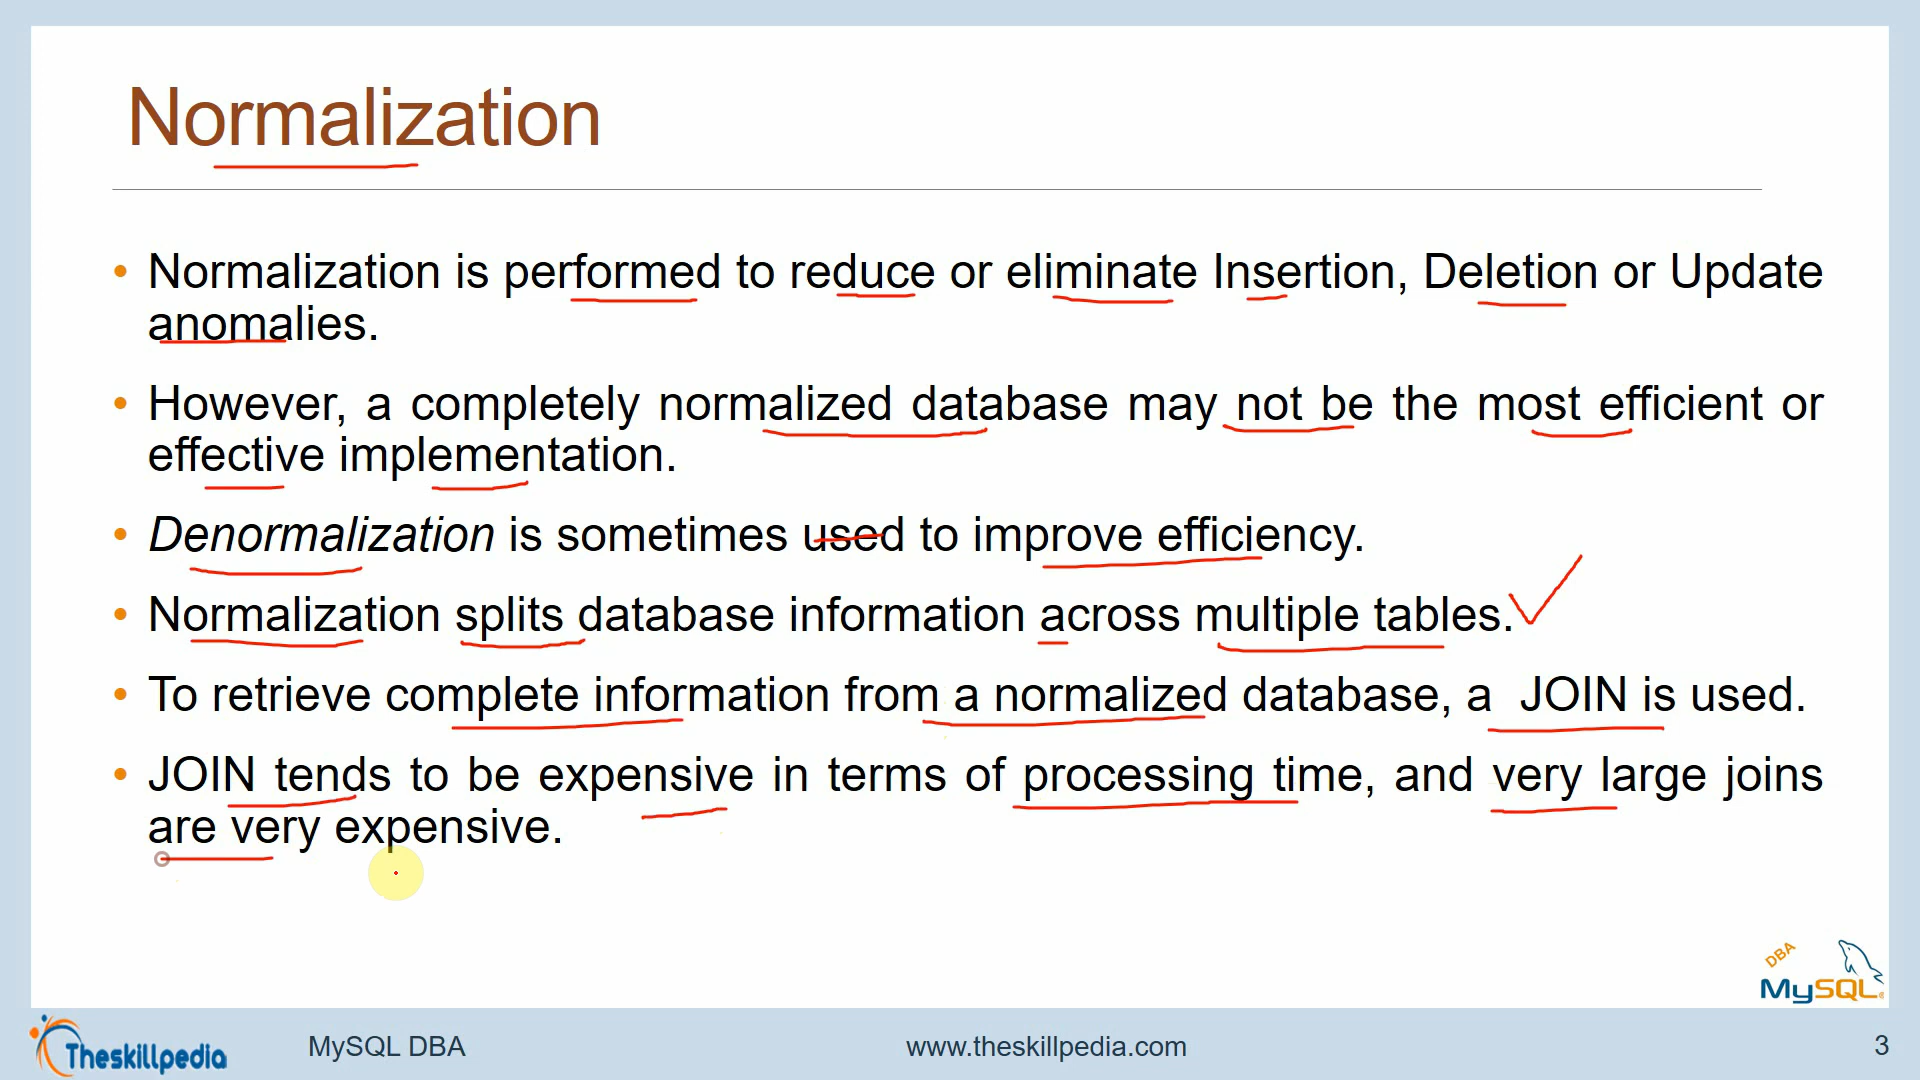 Normalization
• Normalization is performed to reduce or eliminate Insertion, Deletion or Update
anomalies.
• However, a completely normalized database may not be the most efficient or
effective implementation.
• Denormalization is sometimes used to improve efficiency.
• Normalization splits database information across multiple tables.
• To retrieve complete information from a normalized database, a JOIN is used.
• JOIN tends to be expensive in terms of processing time, and very large joins
are very expensive.
DBA
MySQL®
Theskillpedia
MySQL DBA
www.theskillpedia.com
3